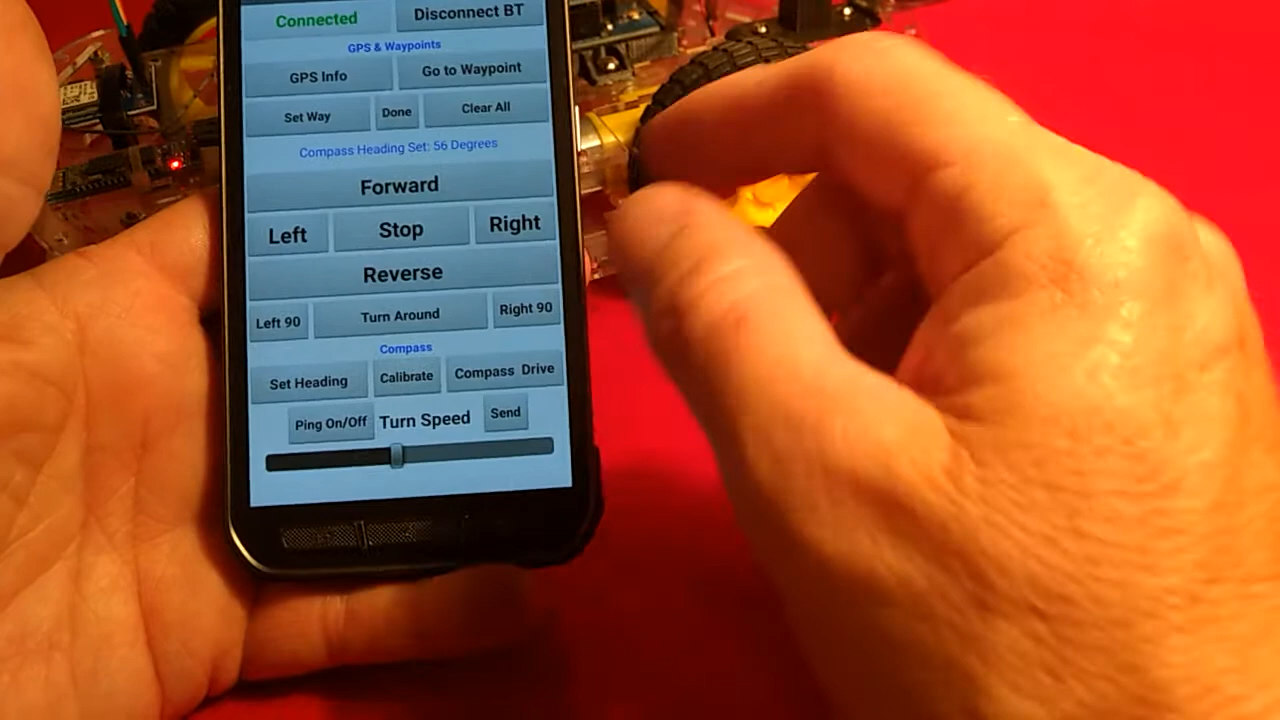 Connected Disconnect BT
GPS & Waypoints
GPS Info Go to Waypoint
Set Way Done Clear All
Compass Heading Set: 56 Degrees
Forward
Left Stop Right
Reverse
Left 90 Turn Around Right 90
Compass
Set Heading Calibrate Compass Drive
Ping On/Off Turn Speed Send